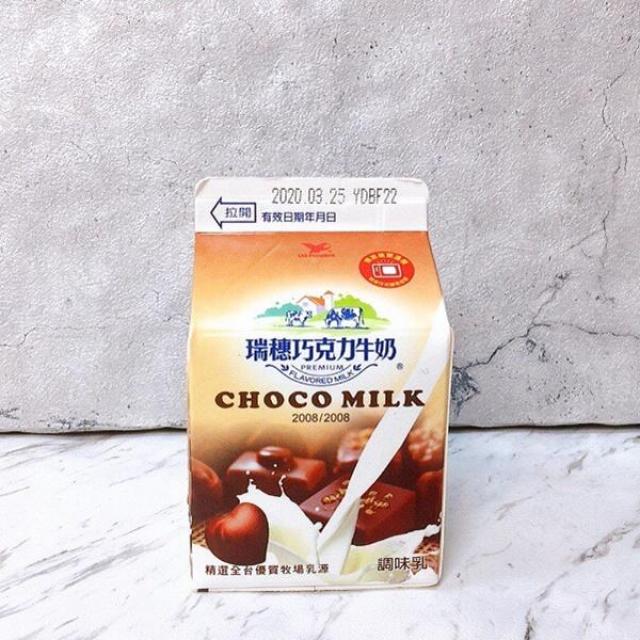 2020.03.25 YDBF22
拉開
有效日期年月日
Uni-President
瑞穗巧克力牛奶
®
PREMIUM
FLAVORED MILK
CHOCO MILK
2008/2008
精選全台優質牧場乳源
調味乳